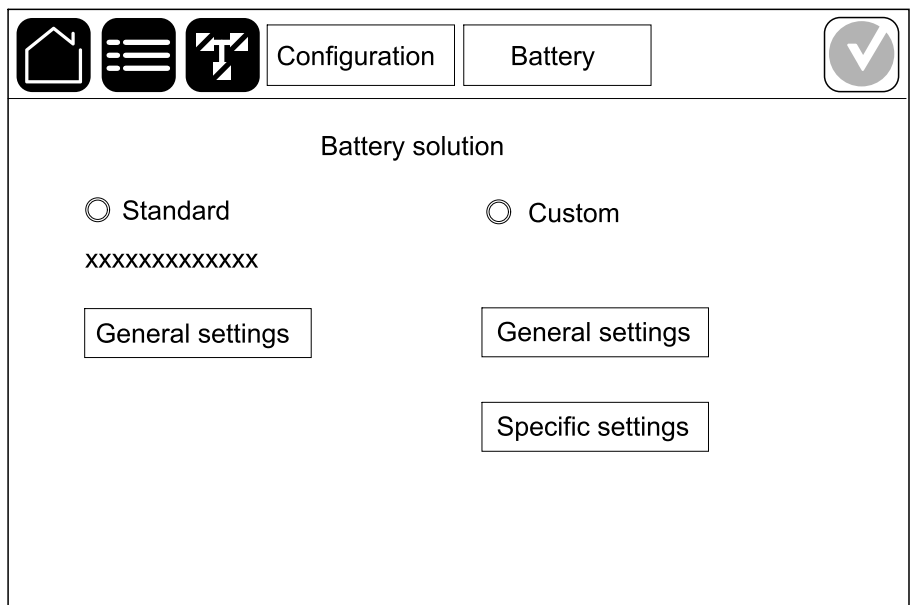 Configuration Battery
Battery solution
Standard Custom
xxxxxxxxxxxxx
General settings General settings
Specific settings